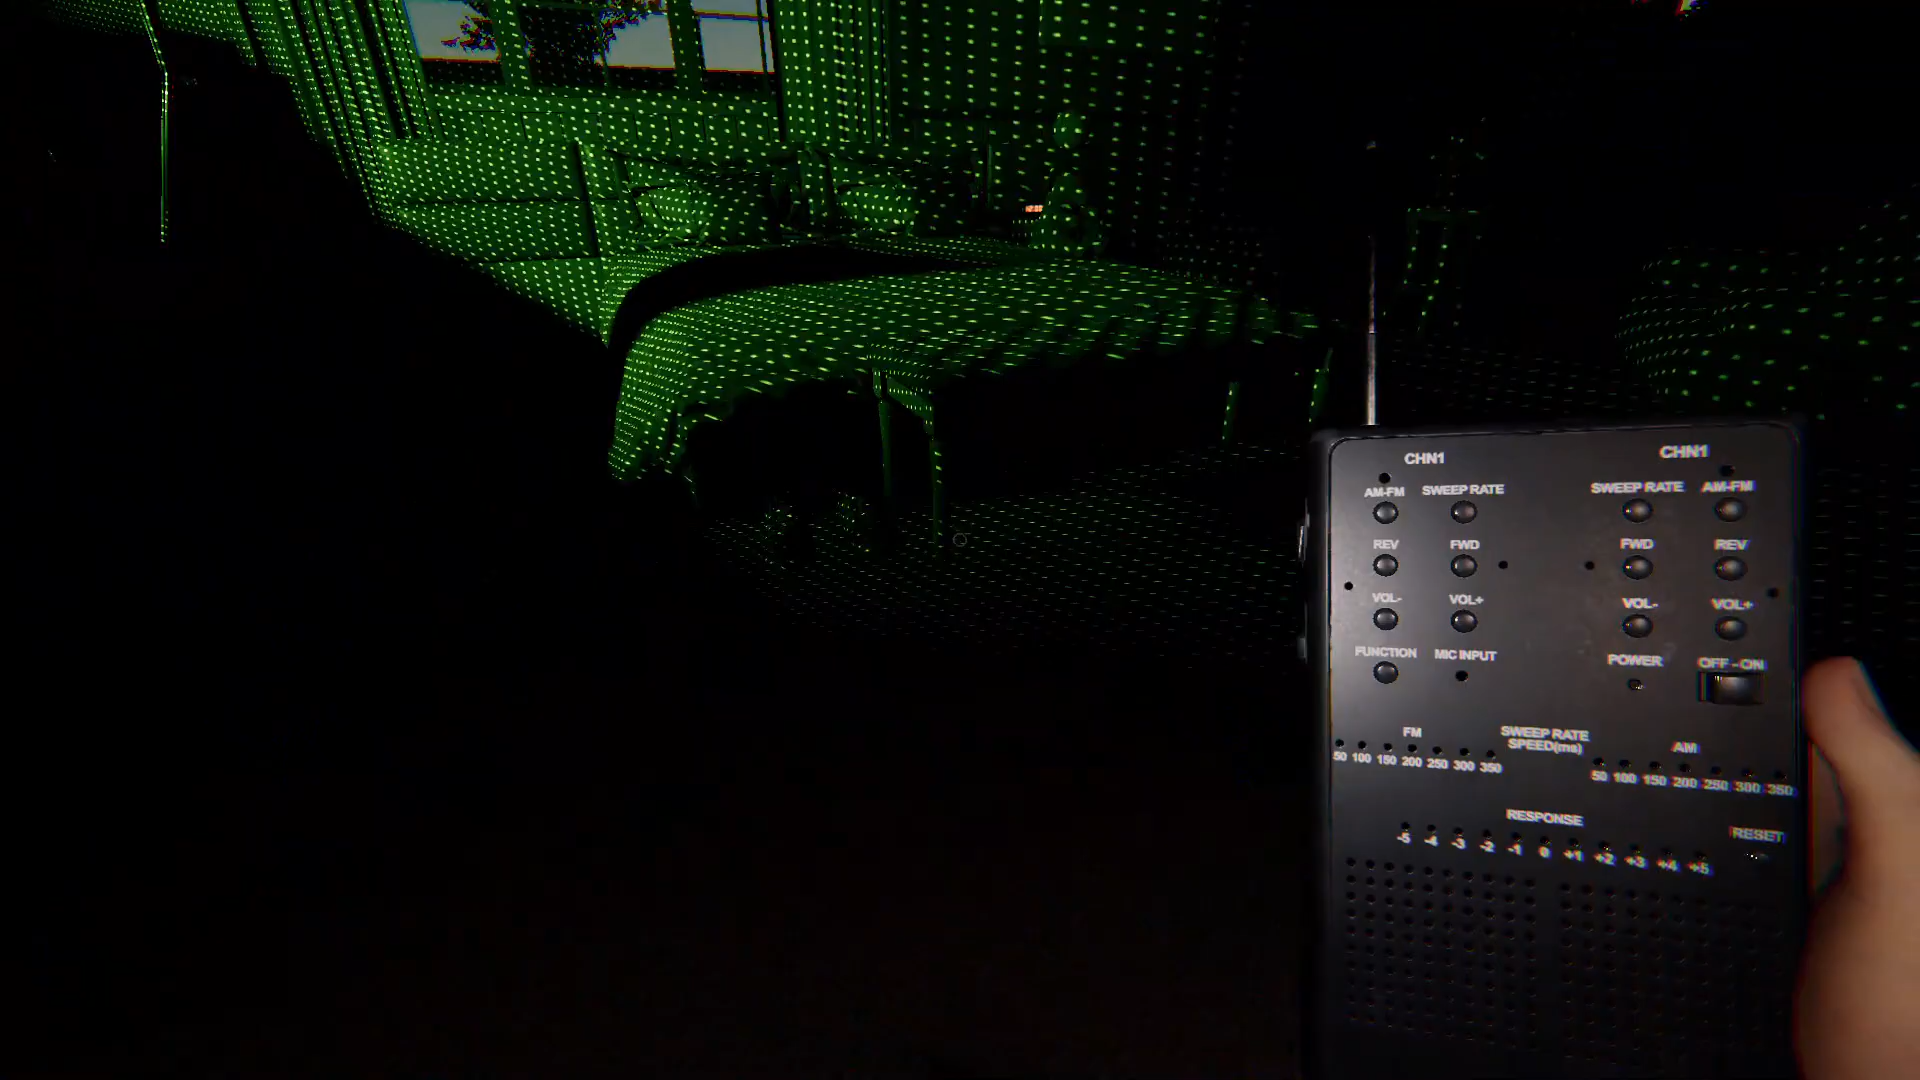 CHN1 CHN1
AM-FM SWEEP RATE SWEEP RATE AM-FM
REV FWD FWD REV
VOL- VOL+ VOL- VOL+
FUNCTION MIC INPUT POWER OFF - ON
FM SWEEP RATE AM
SPEED(ms)
50 100 150 200 250 300 350 50 100 150 200 250 300 350
RESPONSE RESET
-5 -4 -3 -2 -1 0 +1 +2 +3 +4 +5